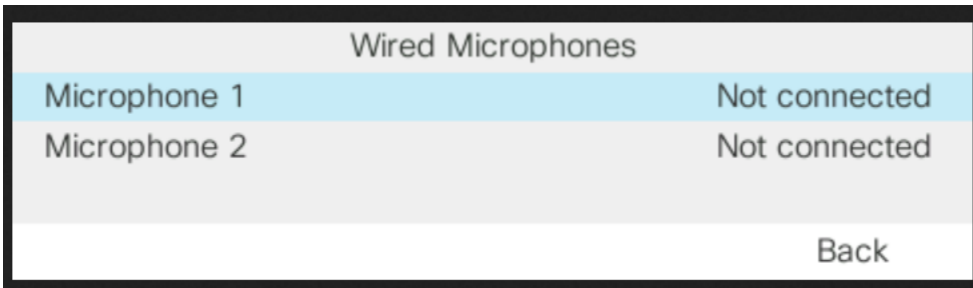 Wired Microphones
Microphone 1 Not connected
Microphone 2 Not connected
Back